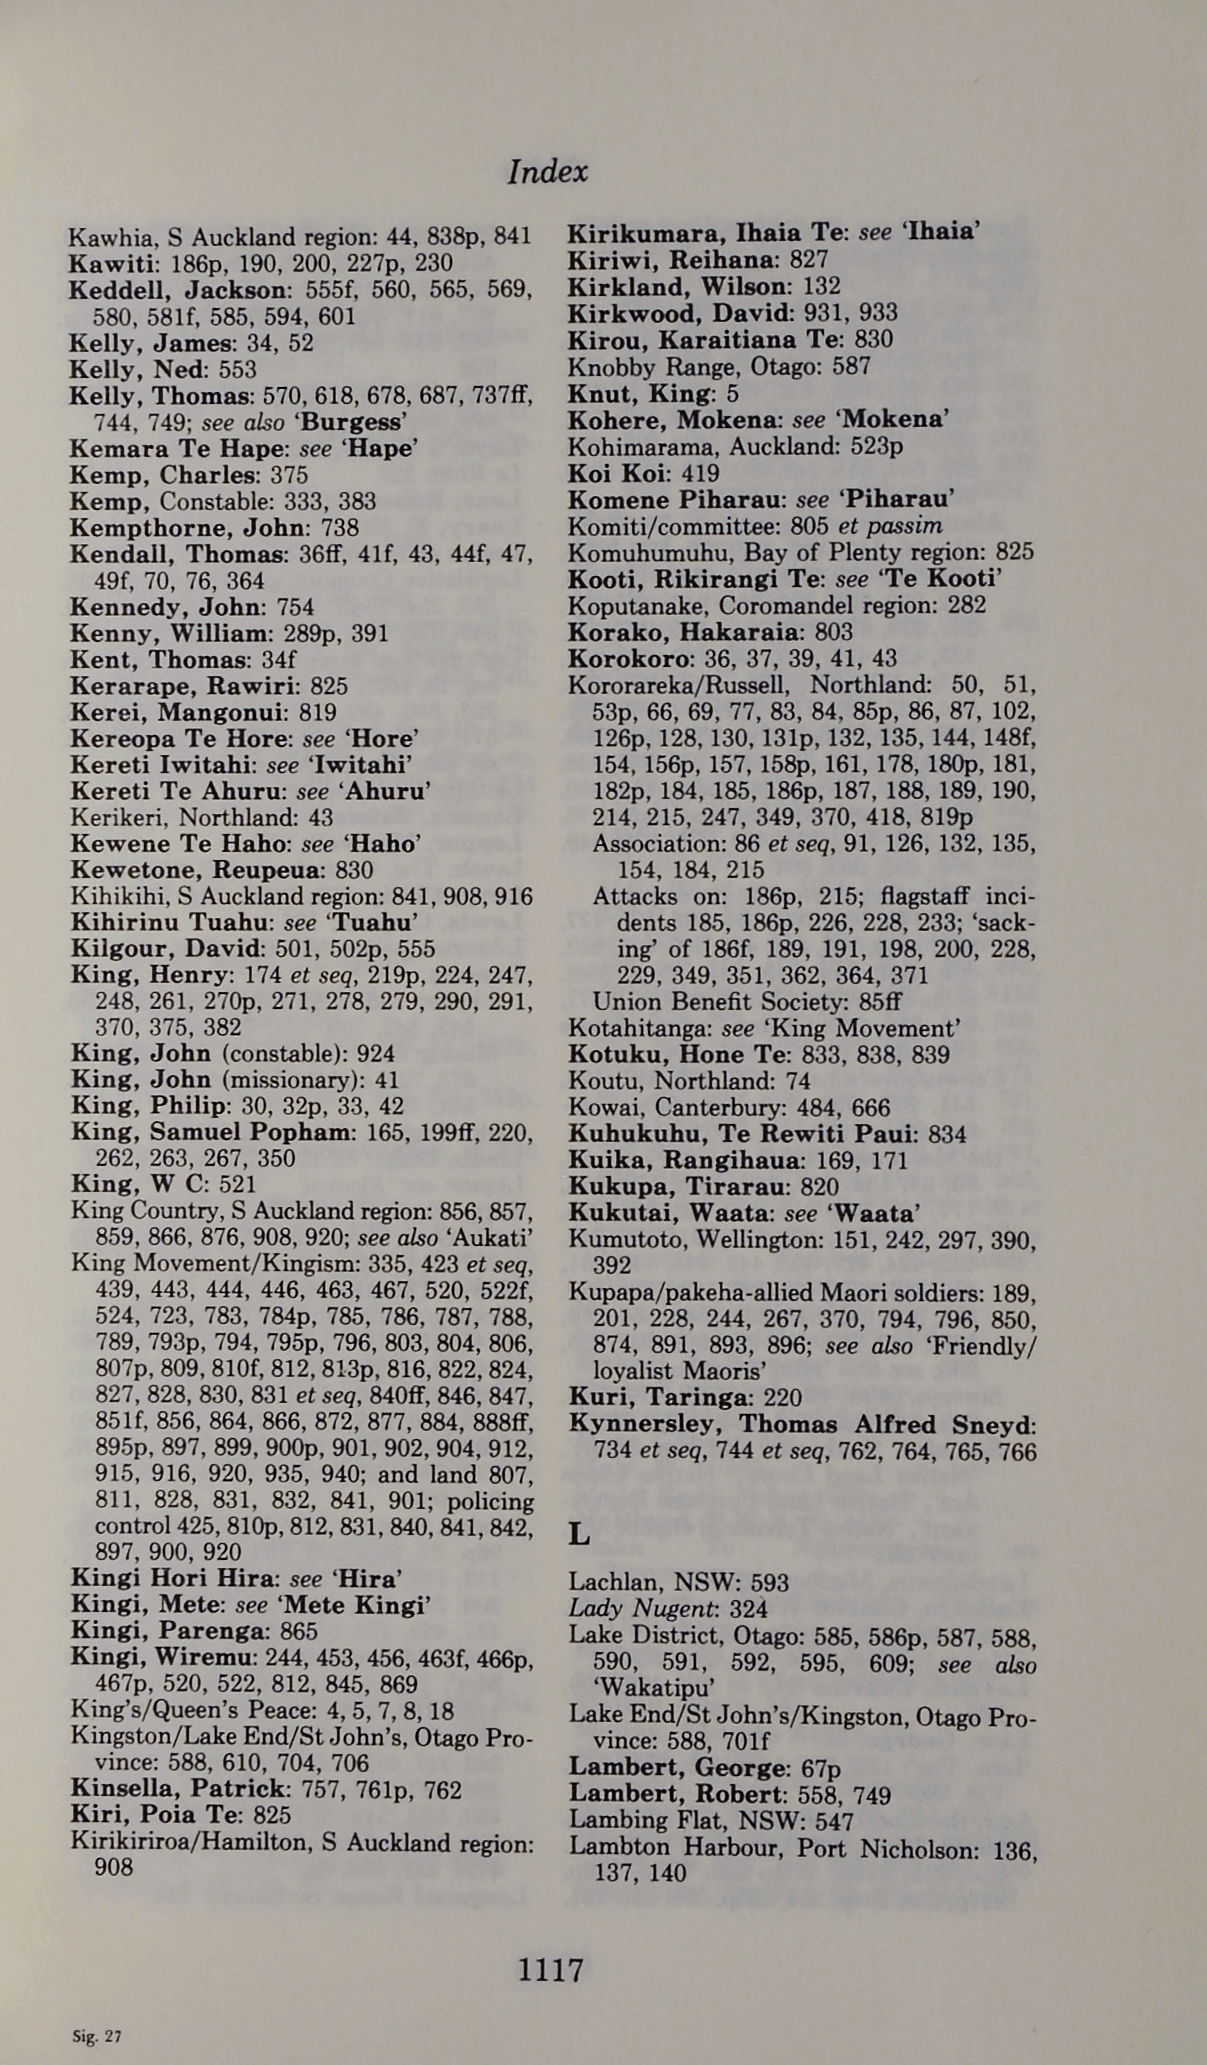 Index
Kawhia, S Auckland region: 44, 838p, 841
Kawiti: 186p, 190, 200, 227p, 230
Keddell, Jackson: 555f, 560, 565, 569,
580, 581f, 585, 594, 601
Kelly, James: 34, 52
Kelly, Ned: 553
Kelly, Thomas: 570, 618, 678, 687, 737ff,
744, 749; see also ‘Burgess’
Kemara Te Hape: see ‘Hape’
Kemp, Charles: 375
Kemp, Constable: 333, 383
Kempthorne, John: 738
Kendall, Thomas: 36ff, 41f, 43, 44f, 47,
49f, 70, 76, 364
Kennedy, John: 754
Kenny, William: 289p, 391
Kent, Thomas: 34f
Kerarape, Rawiri: 825
Kerei, Mangonui: 819
Kereopa Te Hore: see ‘Hore’
Kereti Iwitahi: see ‘Iwitahi’
Kereti Te Ahuru: see ‘Ahuru’
Kerikeri, Northland: 43
Kewene Te Haho: see ‘Haho’
Kewetone, Reupeua: 830
Kihikihi, S Auckland region: 841, 908, 916
Kihirinu Tuahu: see ‘Tuahu’
Kilgour, David: 501, 502p, 555
King, Henry: 174 et seq, 219p, 224, 247,
248, 261, 270p, 271, 278, 279, 290, 291,
370, 375, 382
King, John (constable): 924
King, John (missionary): 41
King, Philip: 30, 32p, 33, 42
King, Samuel Popham: 165, 199ff, 220,
262, 263, 267, 350
King, W C: 521
King Country, S Auckland region: 856, 857,
859, 866, 876, 908, 920; see also ‘Aukati’
King Movement/Kingism: 335, 423 et seq,
439, 443, 444, 446, 463, 467, 520, 522f,
524, 723, 783, 784p, 785, 786, 787, 788,
789, 793p, 794, 795p, 796, 803, 804, 806,
807p, 809, 810f, 812, 813p, 816, 822, 824,
827, 828, 830, 831 et seq, 840ff, 846, 847,
851f, 856, 864, 866, 872, 877, 884, 888ff,
895p, 897, 899, 900p, 901, 902, 904, 912,
915, 916, 920, 935, 940; and land 807,
811, 828, 831, 832, 841, 901; policing
control 425, 810p, 812, 831, 840, 841, 842,
897, 900, 920
Kingi Hori Hira: see ‘Hira’
Kingi, Mete: see ‘Mete Kingi’
Kingi, Parenga: 865
Kingi, Wiremu: 244, 453, 456, 463f, 466p,
467p, 520, 522, 812, 845, 869
King’s/Queen’s Peace: 4, 5, 7, 8, 18
Kingston/Lake End/St John’s, Otago Pro-
vince: 588, 610, 704, 706
Kinsella, Patrick: 757, 761p, 762
Kiri, Poia Te: 825
Kirikiriroa/Hamilton, S Auckland region:
908
Kirikumara, Ihaia Te: see ‘Ihaia’
Kiriwi, Reihana: 827
Kirkland, Wilson: 132
Kirkwood, David: 931, 933
Kirou, Karaitiana Te: 830
Knobby Range, Otago: 587
Knut, King: 5
Kohere, Mokena: see ‘Mokena’
Kohimarama, Auckland: 523p
Koi Koi: 419
Komene Piharau: see ‘Piharau’
Komiti/committee: 805 et passim
Komuhumuhu, Bay of Plenty region: 825
Kooti, Rikirangi Te: see ‘Te Kooti’
Koputanake, Coromandel region: 282
Korako, Hakaraia: 803
Korokoro: 36, 37, 39, 41, 43
Kororareka/Russell, Northland: 50, 51,
53p, 66, 69, 77, 83, 84, 85p, 86, 87, 102,
126p, 128, 130, 131p, 132, 135, 144, 148f,
154, 156p, 157, 158p, 161, 178, 180p, 181,
182p, 184, 185, 186p, 187, 188, 189, 190,
214, 215, 247, 349, 370, 418, 819p
Association: 86 et seq, 91, 126, 132, 135,
154, 184, 215
Attacks on: 186p, 215; flagstaff inci-
dents 185, 186p, 226, 228, 233; ‘sack-
ing’ of 186f, 189, 191, 198, 200, 228,
229, 349, 351, 362, 364, 371
Union Benefit Society: 85ff
Kotahitanga: see ‘King Movement’
Kotuku, Hone Te: 833, 838, 839
Koutu, Northland: 74
Kowai, Canterbury: 484, 666
Kuhukuhu, Te Rewiti Paui: 834
Kuika, Rangihaua: 169, 171
Kukupa, Tirarau: 820
Kukutai, Waata: see ‘Waata’
Kumutoto, Wellington: 151, 242, 297, 390,
392
Kupapa/pakeha-allied Maori soldiers: 189,
201, 228, 244, 267, 370, 794, 796, 850,
874, 891, 893, 896; see also ‘Friendly/
loyalist Maoris’
Kuri, Taringa: 220
Kynnersley, Thomas Alfred Sneyd:
734 et seq, 744 et seq, 762, 764, 765, 766
L
Lachlan, NSW: 593
Lady Nugent: 324
Lake District, Otago: 585, 586p, 587, 588,
590, 591, 592, 595, 609; see also
‘Wakatipu’
Lake End/St John’s/Kingston, Otago Pro-
vince: 588, 701f
Lambert, George: 67p
Lambert, Robert: 558, 749
Lambing Flat, NSW: 547
Lambton Harbour, Port Nicholson: 136,
137, 140
1117
Sig. 27